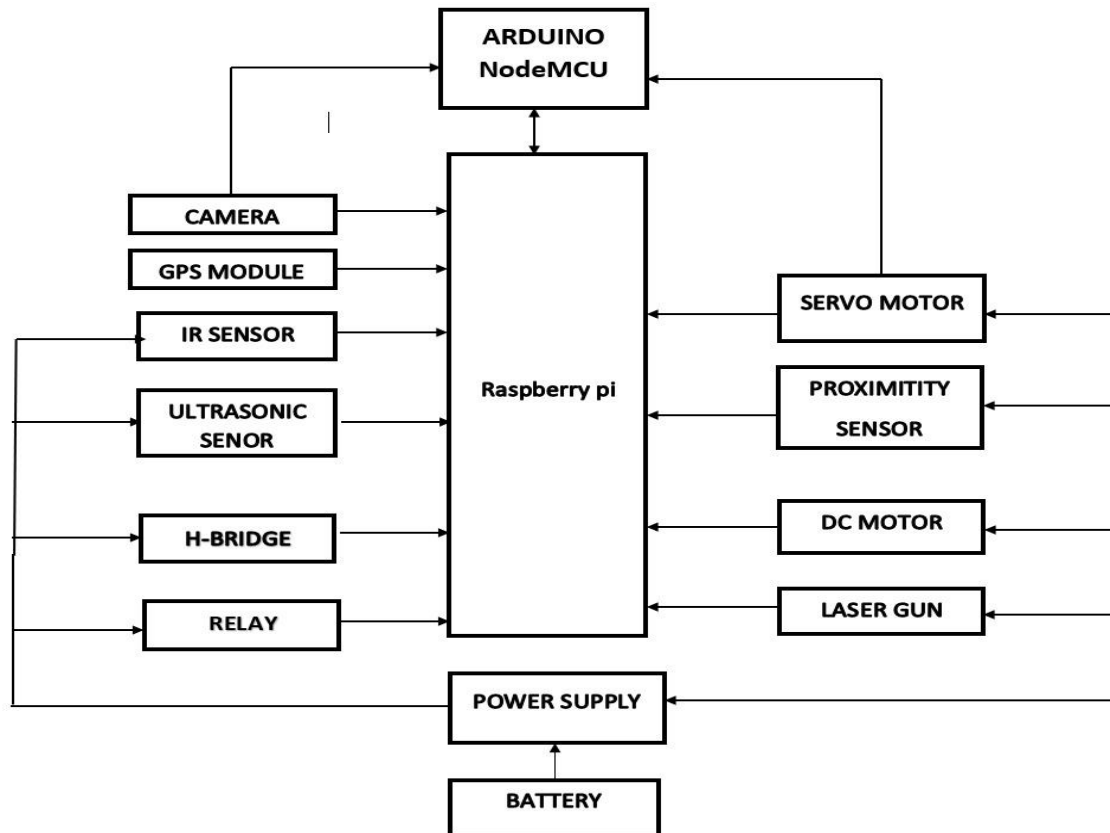 ARDUINO
NodeMCU
CAMERA
GPS MODULE
IR SENSOR
ULTRASONIC
SENOR
H-BRIDGE
RELAY
Raspberry pi
SERVO MOTOR
PROXIMITITY
SENSOR
DC MOTOR
LASER GUN
POWER SUPPLY
BATTERY